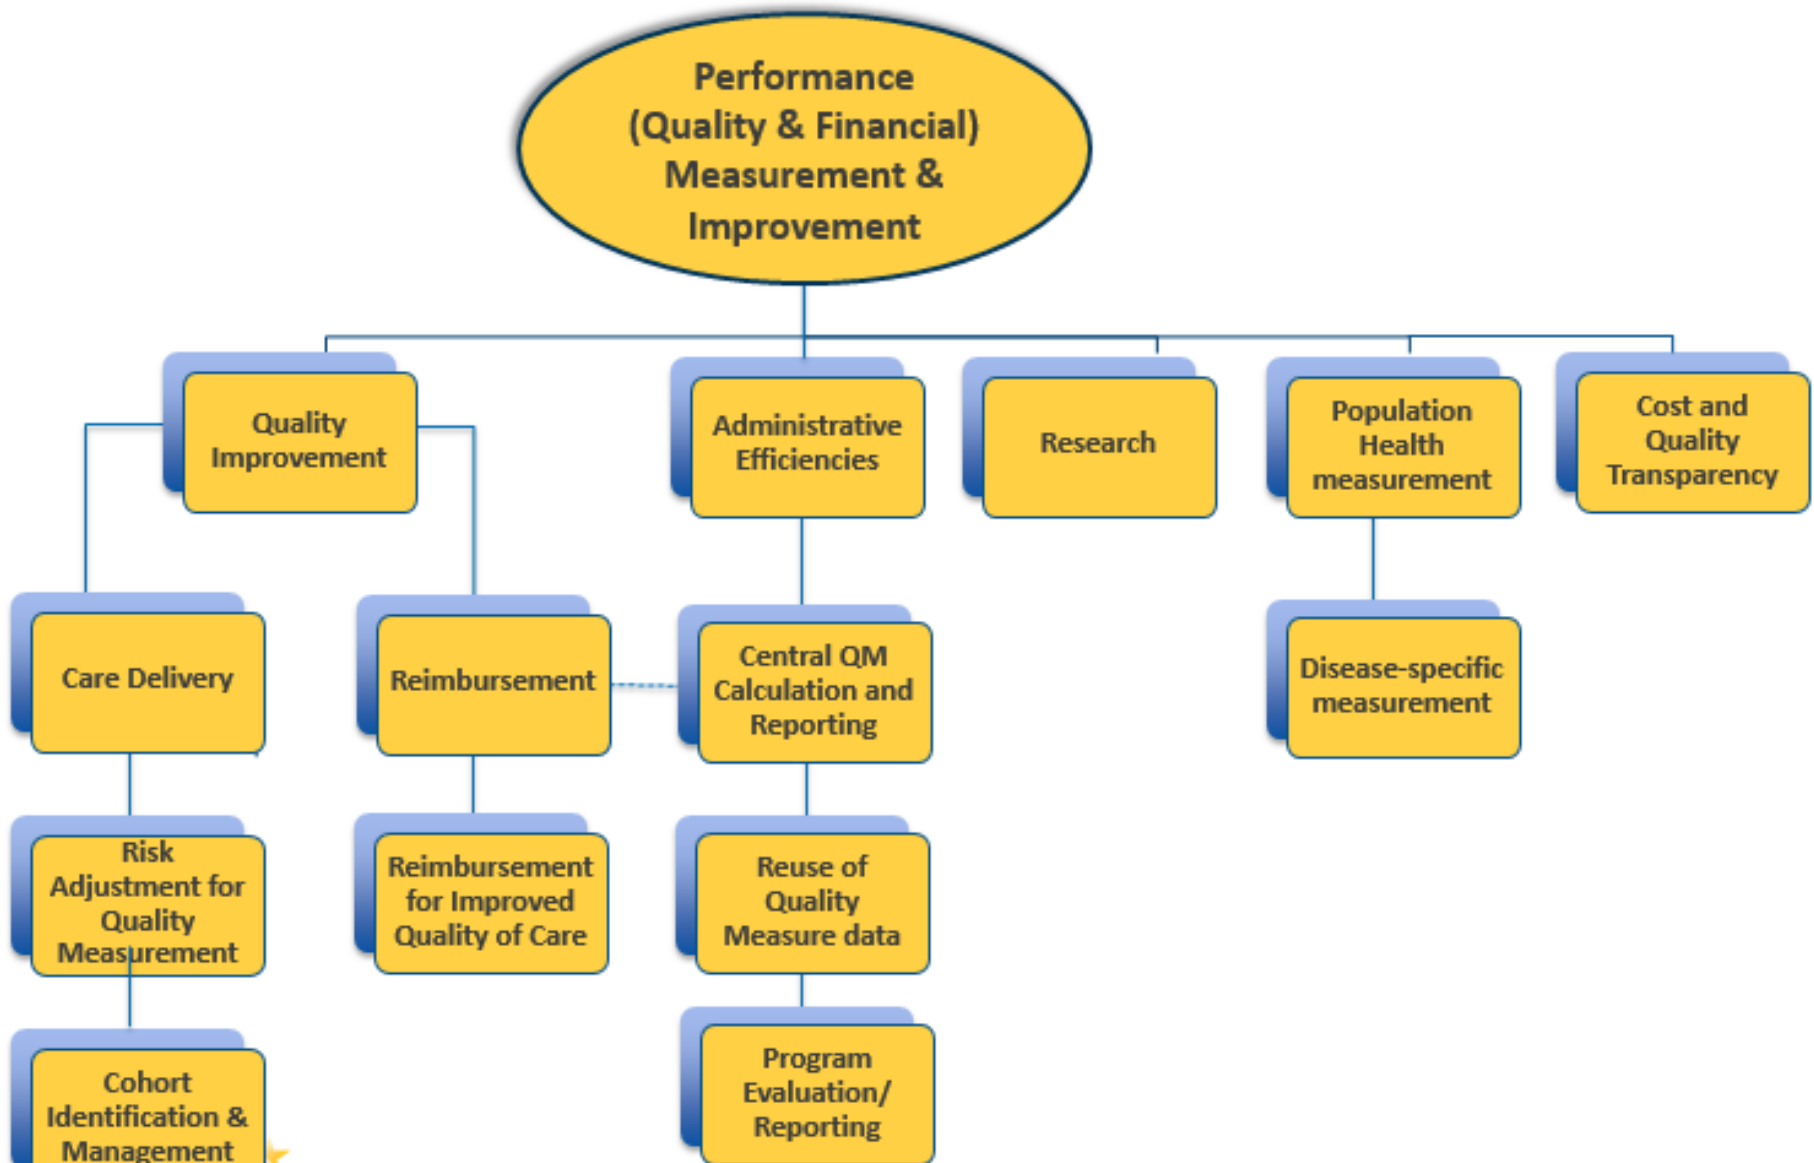 Performance
(Quality & Financial)
Measurement &
Improvement
Quality
Improvement
Administrative
Efficiencies
Research
Population
Health
measurement
Cost and
Quality
Transparency
Care Delivery
Reimbursement
Central QM
Calculation and
Reporting
Disease-specific
measurement
Risk
Adjustment for
Quality
Measurement
Reimbursement
for Improved
Quality of Care
Reuse of
Quality
Measure data
Cohort
Identification &
Management
Program
Evaluation/
Reporting